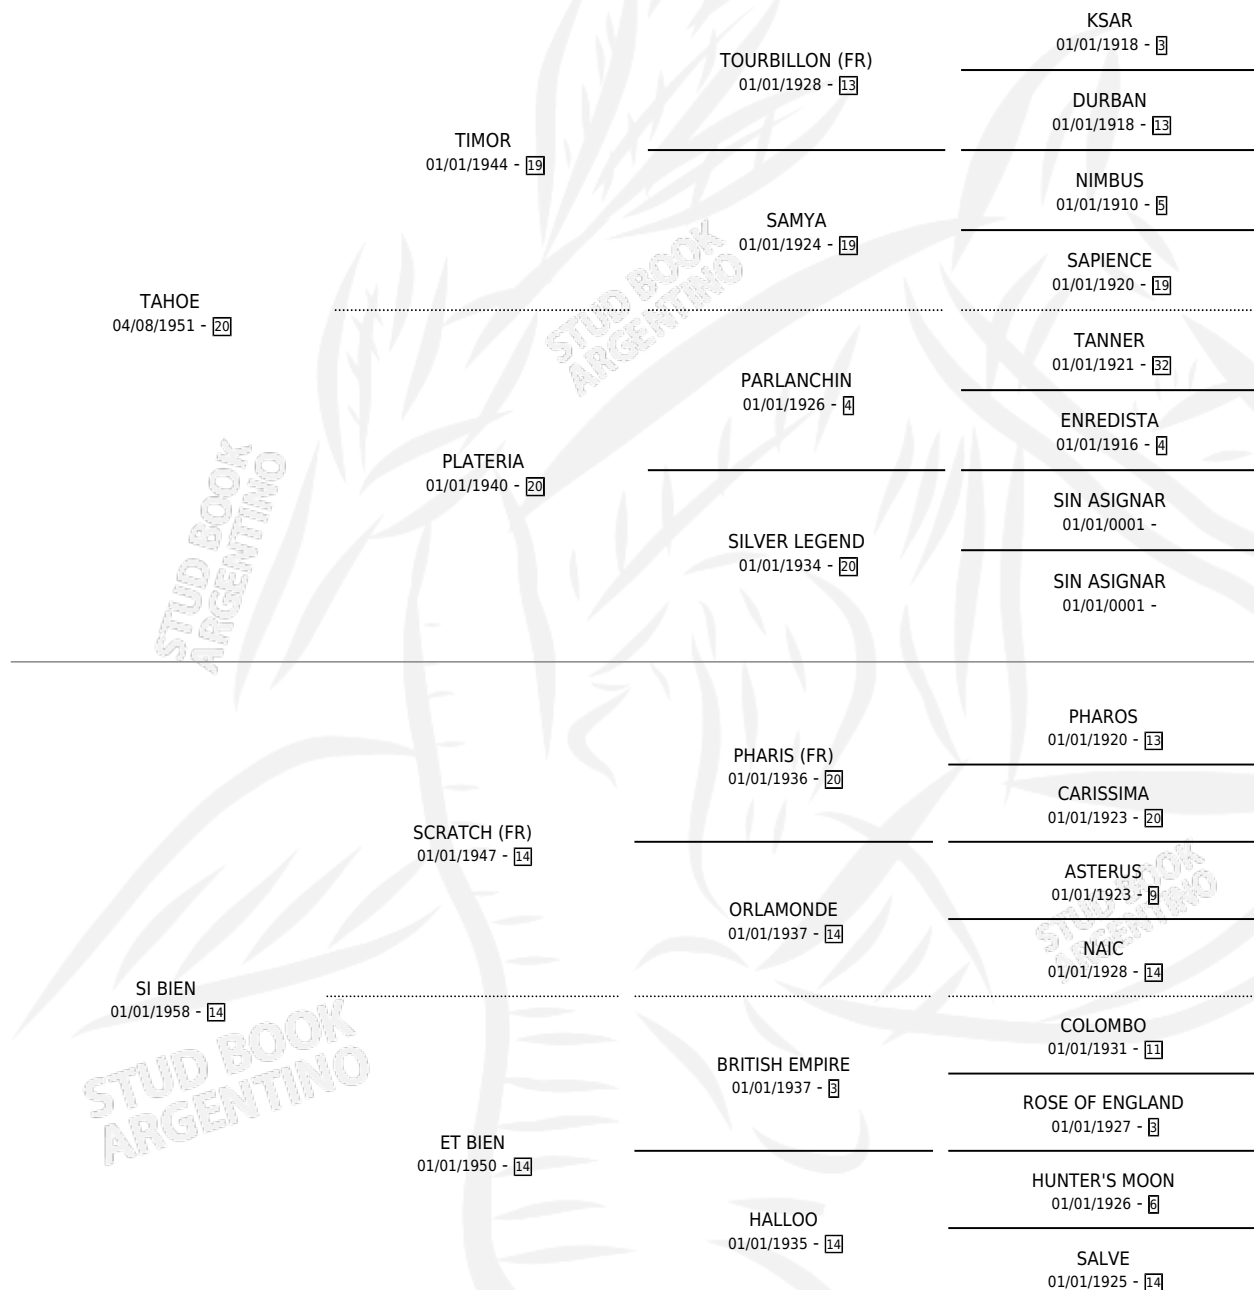 KSAR
01/01/1918 - 3
TOURBILLON (FR)
01/01/1928 - 13
DURBAN
01/01/1918 - 13
TIMOR
01/01/1944 - 19
NIMBUS
01/01/1910 - 5
SAMYA
01/01/1924 - 19
SAPIENCE
01/01/1920 - 19
TAHOE
04/08/1951 - 20
STUD BOOK
ARGENTINO
TANNER
01/01/1921 - 32
PARLANCHIN
01/01/1926 - 4
ENREDISTA
01/01/1916 - 4
PLATERIA
01/01/1940 - 20
STUD BOOK
ARGENTINO
SIN ASIGNAR
01/01/0001 -
SILVER LEGEND
01/01/1934 - 20
SIN ASIGNAR
01/01/0001 -
PHAROS
01/01/1920 - 13
PHARIS (FR)
01/01/1936 - 20
CARISSIMA
01/01/1923 - 20
SCRATCH (FR)
01/01/1947 - 14
ASTERUS
01/01/1923 - 9
STUD BOOK
ARGENTINO
ORLAMONDE
01/01/1937 - 14
NAIC
01/01/1928 - 14
SI BIEN
01/01/1958 - 14
STUD BOOK
ARGENTINO
COLOMBO
01/01/1931 - 11
BRITISH EMPIRE
01/01/1937 - 3
ROSE OF ENGLAND
01/01/1927 - 3
ET BIEN
01/01/1950 - 14
HUNTER'S MOON
01/01/1926 - 6
HALLOO
01/01/1935 - 14
SALVE
01/01/1925 - 14